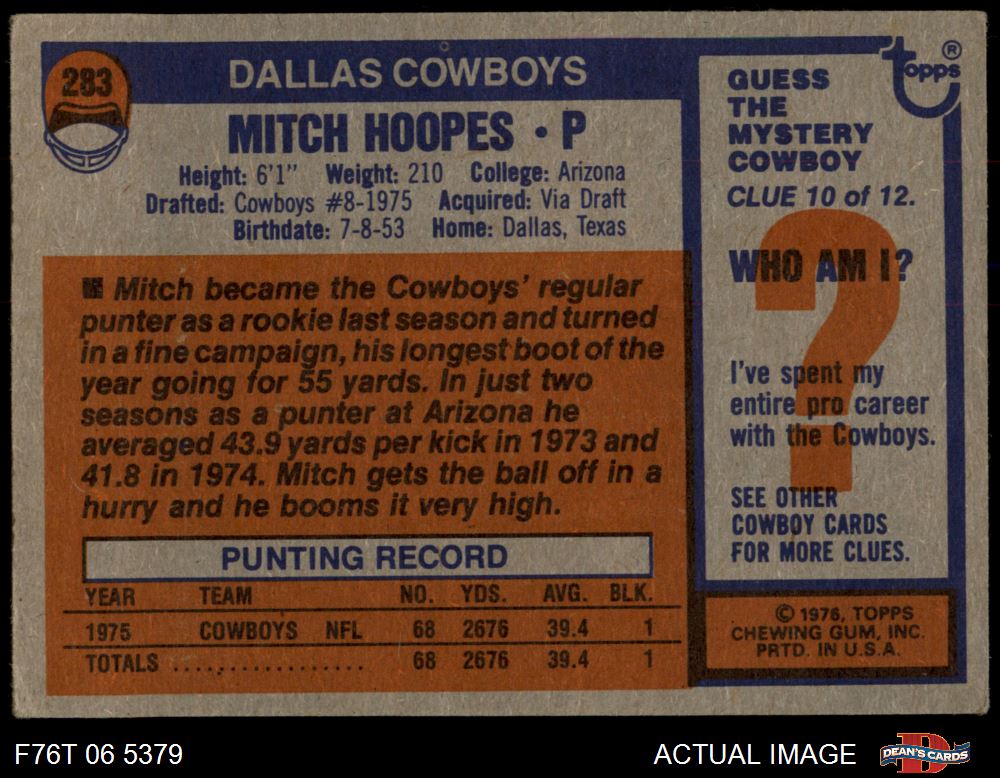 283
DALLAS COWBOYS
MITCH HOOPES • P
Height: 6'1" Weight: 210 College: Arizona
Drafted: Cowboys #8-1975 Acquired: Via Draft
Birthdate: 7-8-53 Home: Dallas, Texas
Mitch became the Cowboys' regular
punter as a rookie last season and turned
in a fine campaign, his longest boot of the
year going for 55 yards. In just two
seasons as a punter at Arizona he
averaged 43.9 yards per kick in 1973 and
41.8 in 1974. Mitch gets the ball off in a
hurry and he booms it very high.
PUNTING RECORD
YEAR TEAM NO. YDS. AVG. BLK.
1975 COWBOYS NFL 68 2676 39.4 1
TOTALS .................. 68 2676 39.4 1
topps ®
GUESS
THE
MYSTERY
COWBOY
CLUE 10 of 12.
WHO AM I?
?
I've spent my
entire pro career
with the Cowboys.
SEE OTHER
COWBOY CARDS
FOR MORE CLUES.
© 1976, TOPPS
CHEWING GUM, INC.
PRTD. IN U.S.A.
F76T 06 5379
ACTUAL IMAGE
D
DEAN'S CARDS